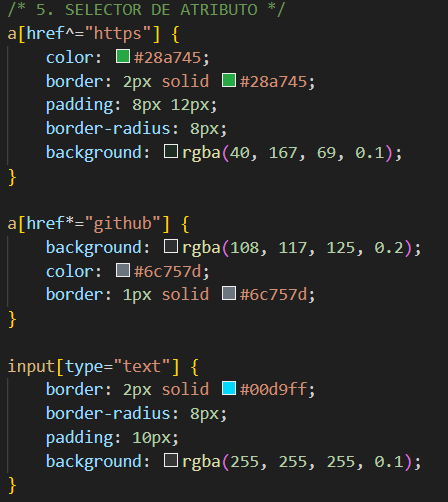 /* 5. SELECTOR DE ATRIBUTO */
a[href^="https"] {
    color: #28a745;
    border: 2px solid #28a745;
    padding: 8px 12px;
    border-radius: 8px;
    background: rgba(40, 167, 69, 0.1);
}

a[href*="github"] {
    background: rgba(108, 117, 125, 0.2);
    color: #6c757d;
    border: 1px solid #6c757d;
}

input[type="text"] {
    border: 2px solid #00d9ff;
    border-radius: 8px;
    padding: 10px;
    background: rgba(255, 255, 255, 0.1);
}